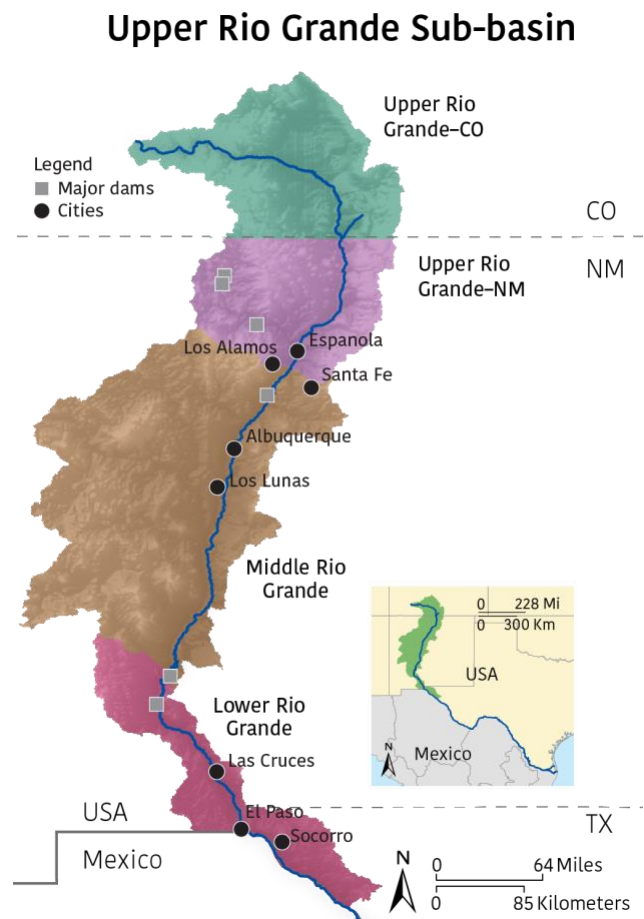 Upper Rio Grande Sub-basin
Upper Rio
Grande–CO
Legend
Major dams
Cities
CO
NM
Upper Rio
Grande–NM
Espanola
Los Alamos
Santa Fe
Albuquerque
Los Lunas
Middle Rio
Grande
0 228 Mi
0 300 Km
USA
Mexico
N
Lower Rio
Grande
Las Cruces
El Paso
USA
TX
Socorro
Mexico
N
0 64 Miles
0 85 Kilometers